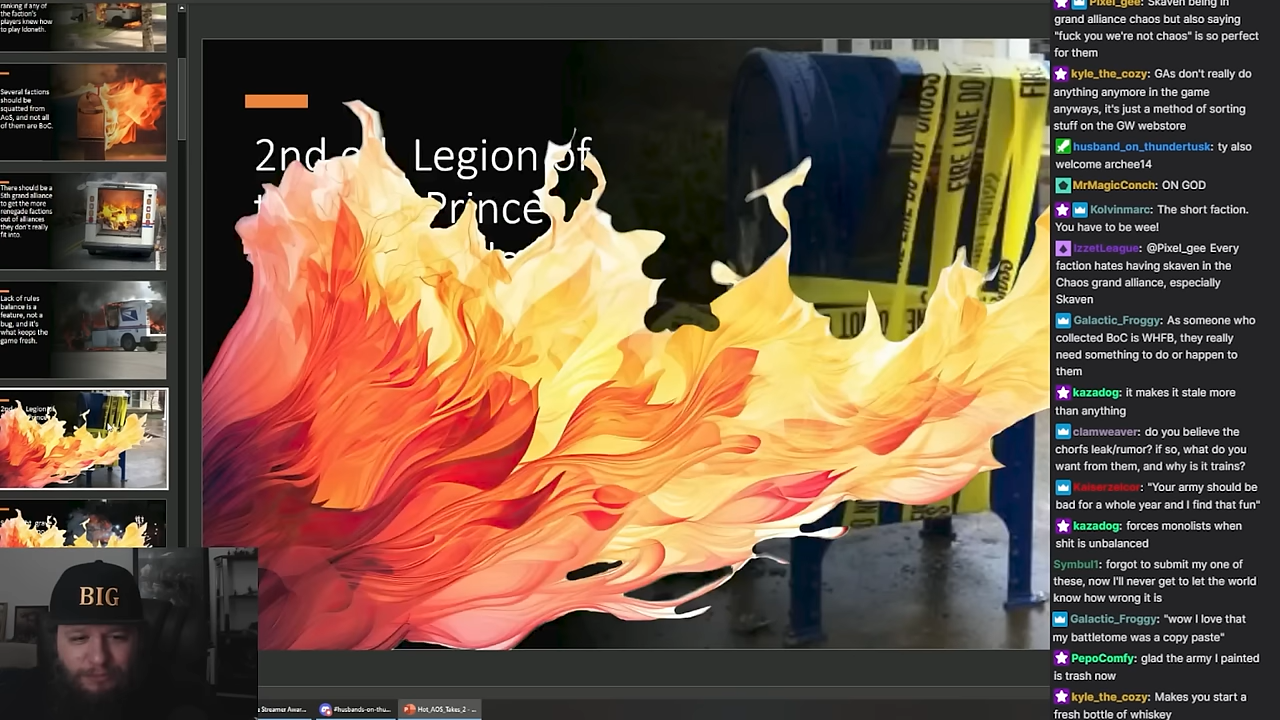 ranking if any of
the faction's
players knew how
to play Idoneth.
Several factions
should be
squatted from
AoS, and not all
of them are BoC.
There should be a
5th grand alliance
to get the more
renegade factions
out of alliances
they don't really
fit into.
Lack of rules
balance is a
feature, not a
bug, and it's
what keeps the
game fresh.
2nd Legion of
Prince
FIRE LINE DO NOT CROSS
FIRE LINE DO
BIG
Streamer Awar...
#husbands-on-thu...
Hot_AOS_Takes_2 - ...
Pixel_gee: Skaven being in
grand alliance chaos but also saying
"fuck you we're not chaos" is so perfect
for them
kyle_the_cozy: GAs don't really do
anything anymore in the game
anyways, it's just a method of sorting
stuff on the GW webstore
husband_on_thundertusk: ty also
welcome archee14
MrMagicConch: ON GOD
Kolvinmarc: The short faction.
You have to be wee!
IzzetLeague: @Pixel_gee Every
faction hates having skaven in the
Chaos grand alliance, especially
Skaven
Galactic_Froggy: As someone who
collected BoC is WHFB, they really
need something to do or happen to
them
kazadog: it makes it stale more
than anything
clamweaver: do you believe the
chorfs leak/rumor? if so, what do you
want from them, and why is it trains?
Kaiserzelcor: "Your army should be
bad for a whole year and I find that fun"
kazadog: forces monolists when
shit is unbalanced
Symbul1: forgot to submit my one of
these, now I'll never get to let the world
know how wrong it is
Galactic_Froggy: "wow I love that
my battletome was a copy paste"
PepoComfy: glad the army I painted
is trash now
kyle_the_cozy: Makes you start a
fresh bottle of whiskey